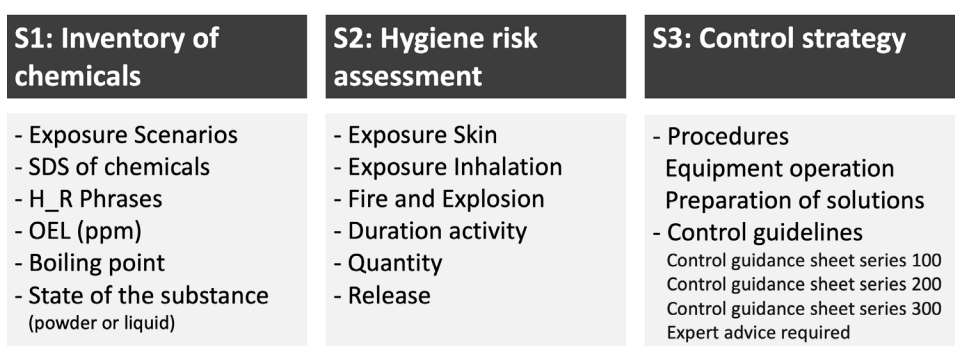 S1: Inventory of
chemicals
- Exposure Scenarios
- SDS of chemicals
- H_R Phrases
- OEL (ppm)
- Boiling point
- State of the substance
(powder or liquid)
S2: Hygiene risk
assessment
- Exposure Skin
- Exposure Inhalation
- Fire and Explosion
- Duration activity
- Quantity
- Release
S3: Control strategy
- Procedures
Equipment operation
Preparation of solutions
- Control guidelines
Control guidance sheet series 100
Control guidance sheet series 200
Control guidance sheet series 300
Expert advice required